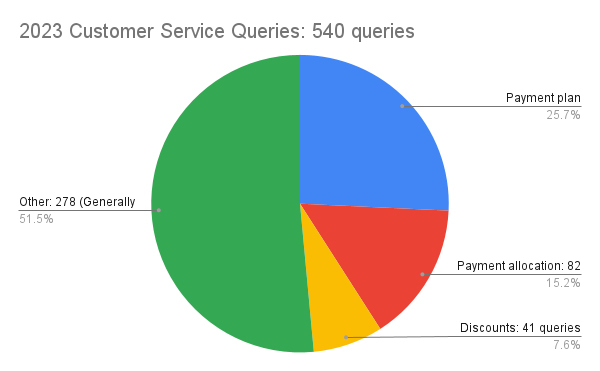 2023 Customer Service Queries: 540 queries
Payment plan
25.7%
Other: 278 (Generally
51.5%
Payment allocation: 82
15.2%
Discounts: 41 queries
7.6%